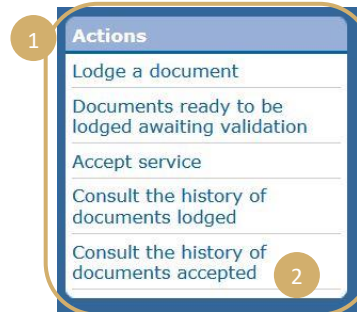 1
Actions
Lodge a document
Documents ready to be
lodged awaiting validation
Accept service
Consult the history of
documents lodged
Consult the history of
documents accepted
2